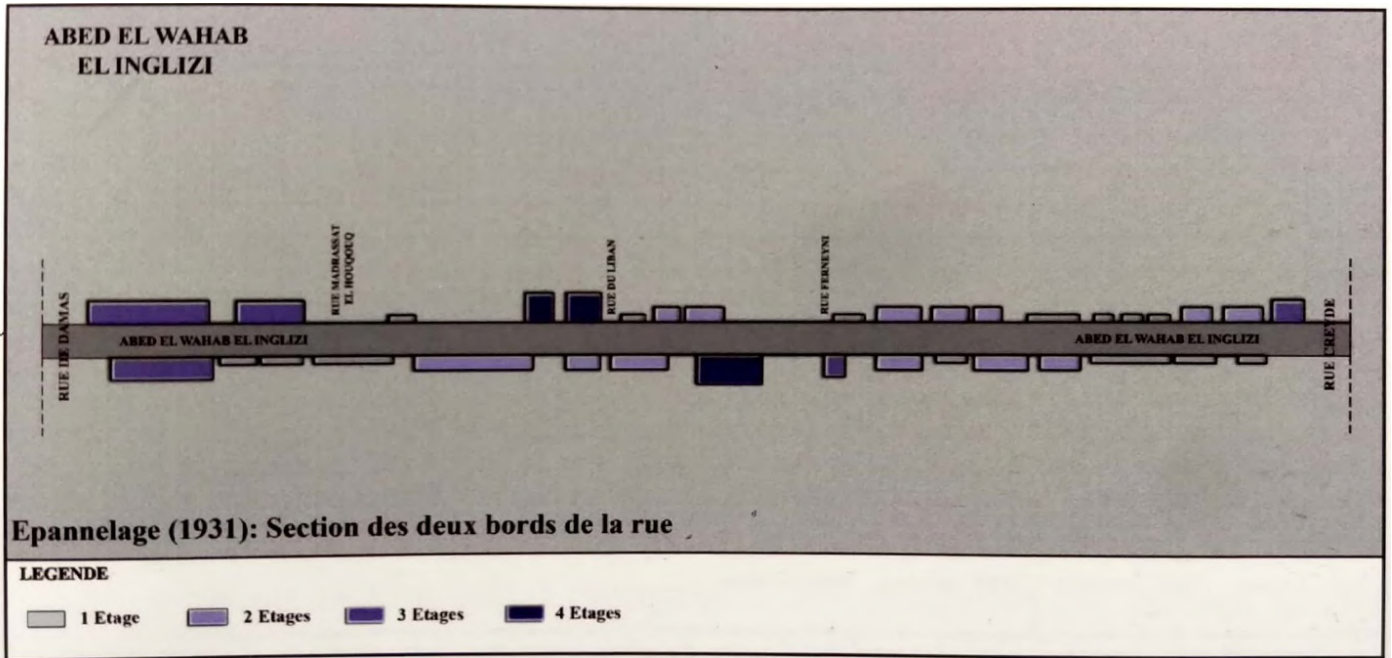 ABED EL WAHAB
EL INGLIZI
RUE MADRASSAT
EL HOUQOUQ
RUE DU LIBAN
RUE FERNEYNI
RUE DE DAMAS
ABED EL WAHAB EL INGLIZI
ABED EL WAHAB EL INGLIZI
RUE CREYDE
Epannelage (1931): Section des deux bords de la rue
LEGENDE
1 Etage
2 Etages
3 Etages
4 Etages